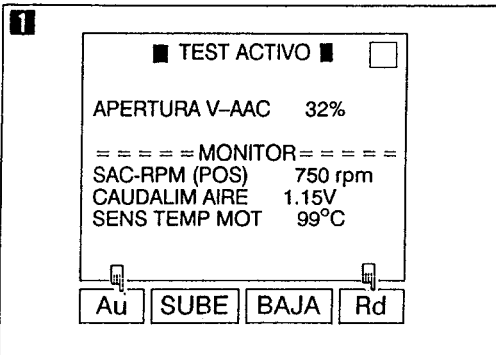 1
TEST ACTIVO
APERTURA V-AAC 32%
= = = = = MONITOR = = = = =
SAC-RPM (POS) 750 rpm
CAUDALIM AIRE 1.15V
SENS TEMP MOT 99°C
Au SUBE BAJA Rd